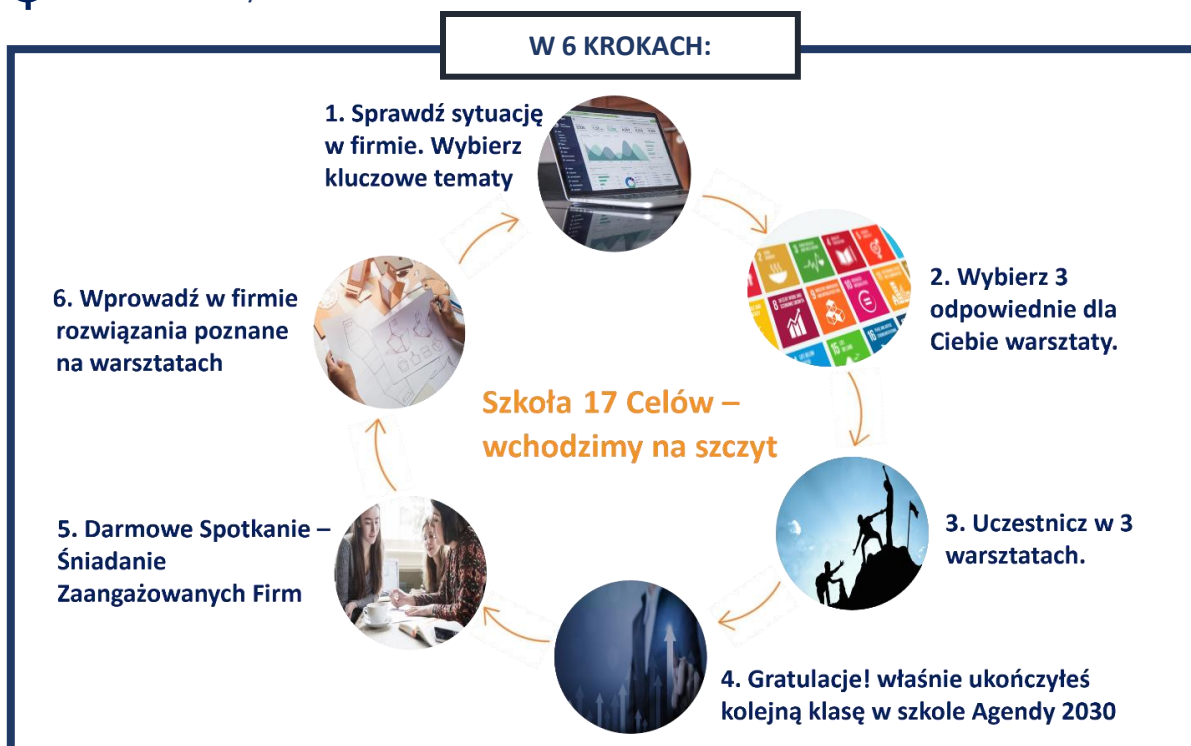 W 6 KROKACH:
1. Sprawdź sytuację
w firmie. Wybierz
kluczowe tematy
2. Wybierz 3
odpowiednie dla
Ciebie warsztaty.
6. Wprowadź w firmie
rozwiązania poznane
na warsztatach
Szkoła 17 Celów –
wchodzimy na szczyt
3. Uczestnicz w 3
warsztatach.
5. Darmowe Spotkanie –
Śniadanie
Zaangażowanych Firm
4. Gratulacje! właśnie ukończyłeś
kolejną klasę w szkole Agendy 2030